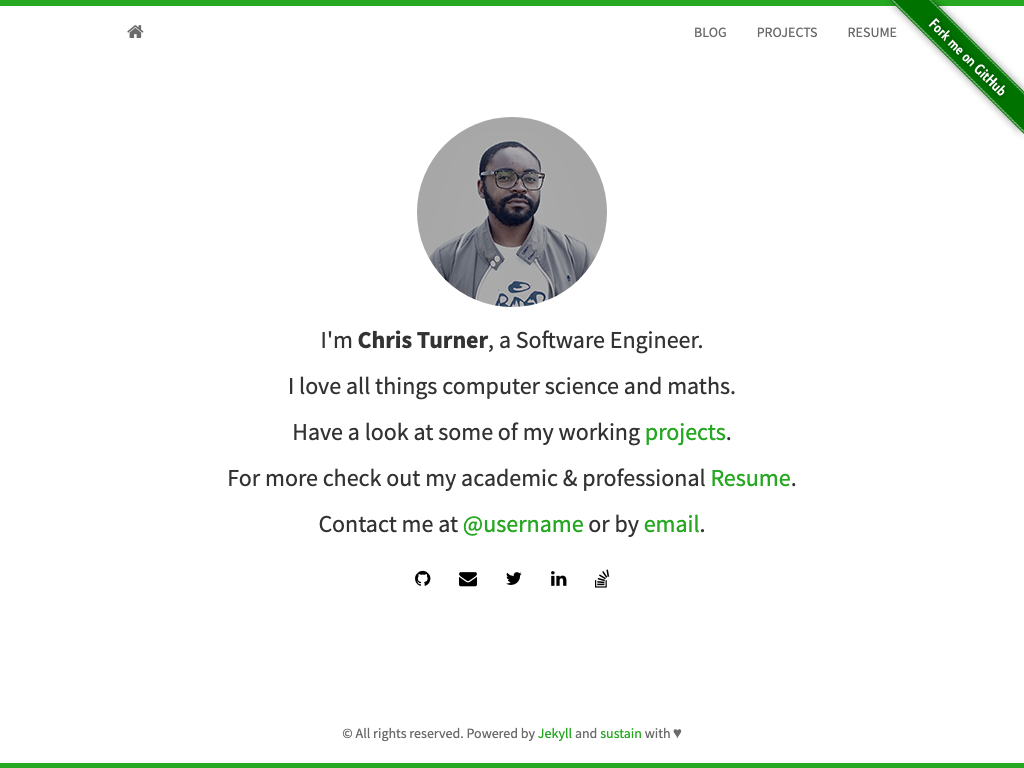 BLOG PROJECTS RESUME
Fork me on GitHub
I'm Chris Turner, a Software Engineer.
I love all things computer science and maths.
Have a look at some of my working projects.
For more check out my academic & professional Resume.
Contact me at @username or by email.
© All rights reserved. Powered by Jekyll and sustain with ♥